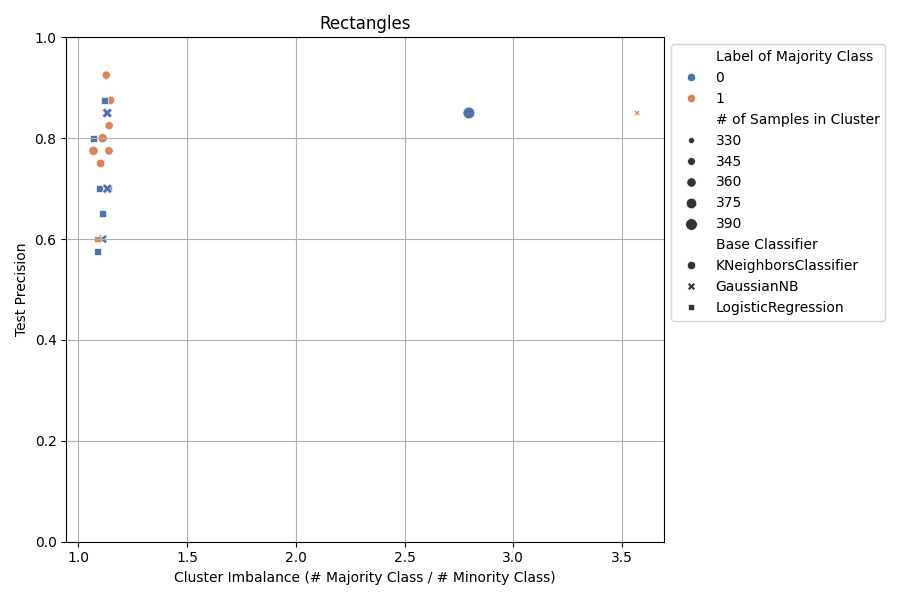 Rectangles
1.0
0.8
0.6
0.4
0.2
0.0
Test Precision
1.0 1.5 2.0 2.5 3.0 3.5
Cluster Imbalance (# Majority Class / # Minority Class)
Label of Majority Class
0
1
# of Samples in Cluster
330
345
360
375
390
Base Classifier
KNeighborsClassifier
GaussianNB
LogisticRegression